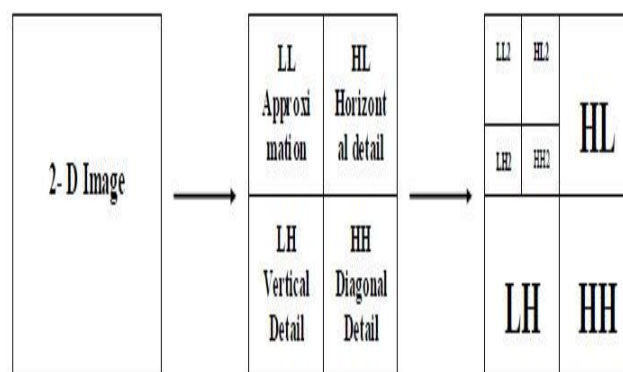 2- D Image
LL
Approxi
mation
HL
Horizont
al detail
LH
Vertical
Detail
HH
Diagonal
Detail
LL2
HL2
LH2
HH2
HL
LH
HH